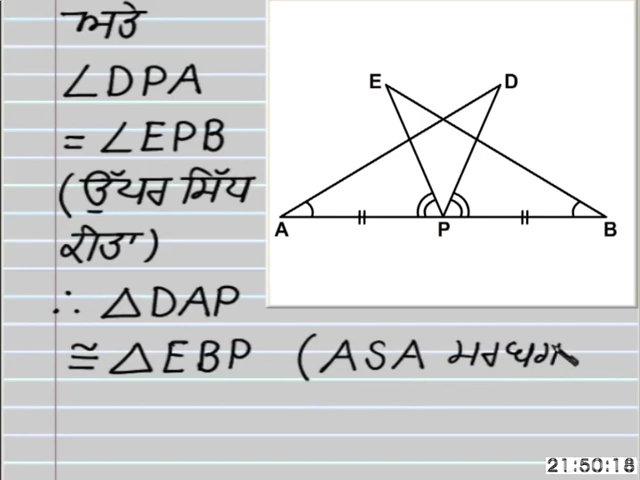 ਅਤੇ
∠DPA
= ∠EPB
(ਉੱਪਰ ਸਿੱਧ
ਕੀਤਾ)
∴ △DAP
≅ △EBP (ASA
E
D
A
P
B
21:50:18